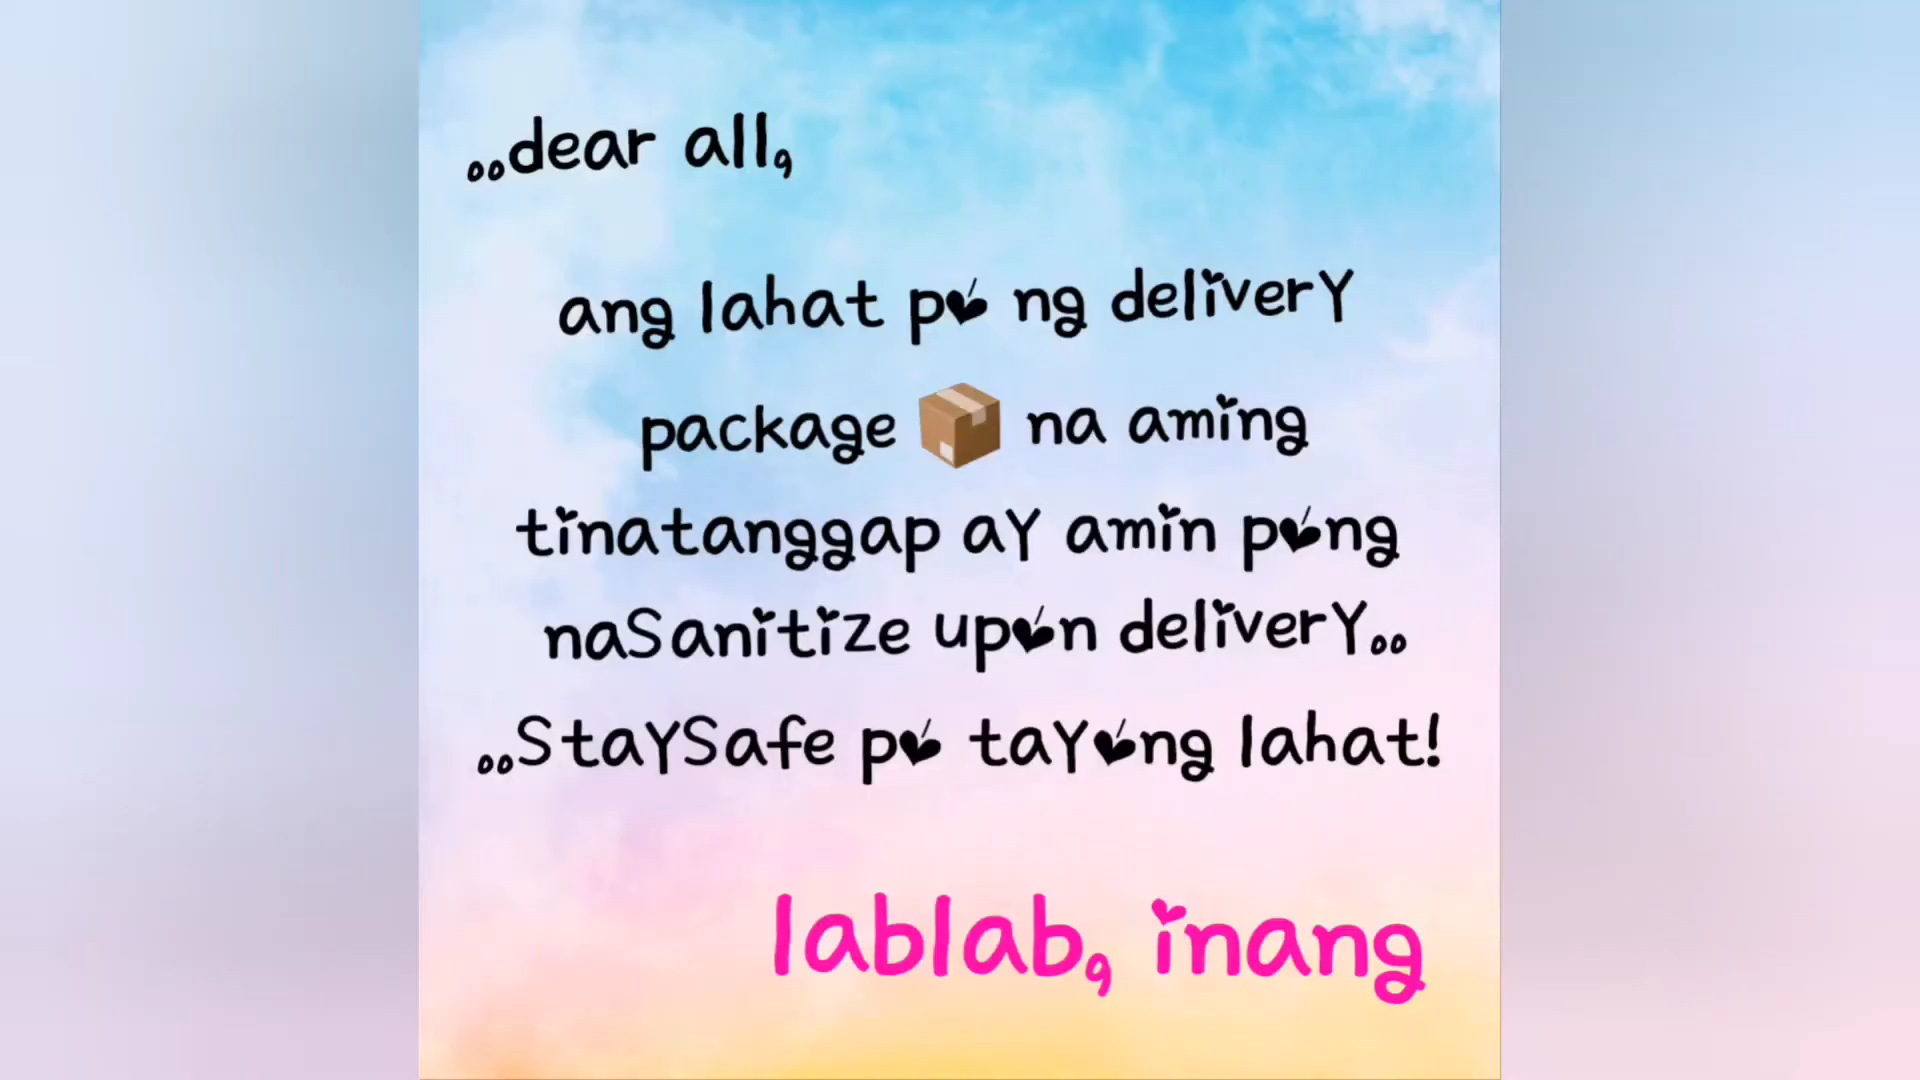 ..dear all,
ang lahat po ng deliverY
package 📦 na aming
tinatanggap aY amin pong
naSanitize upon deliverY..
..StaYSafe po taYong lahat!
lablab, inang